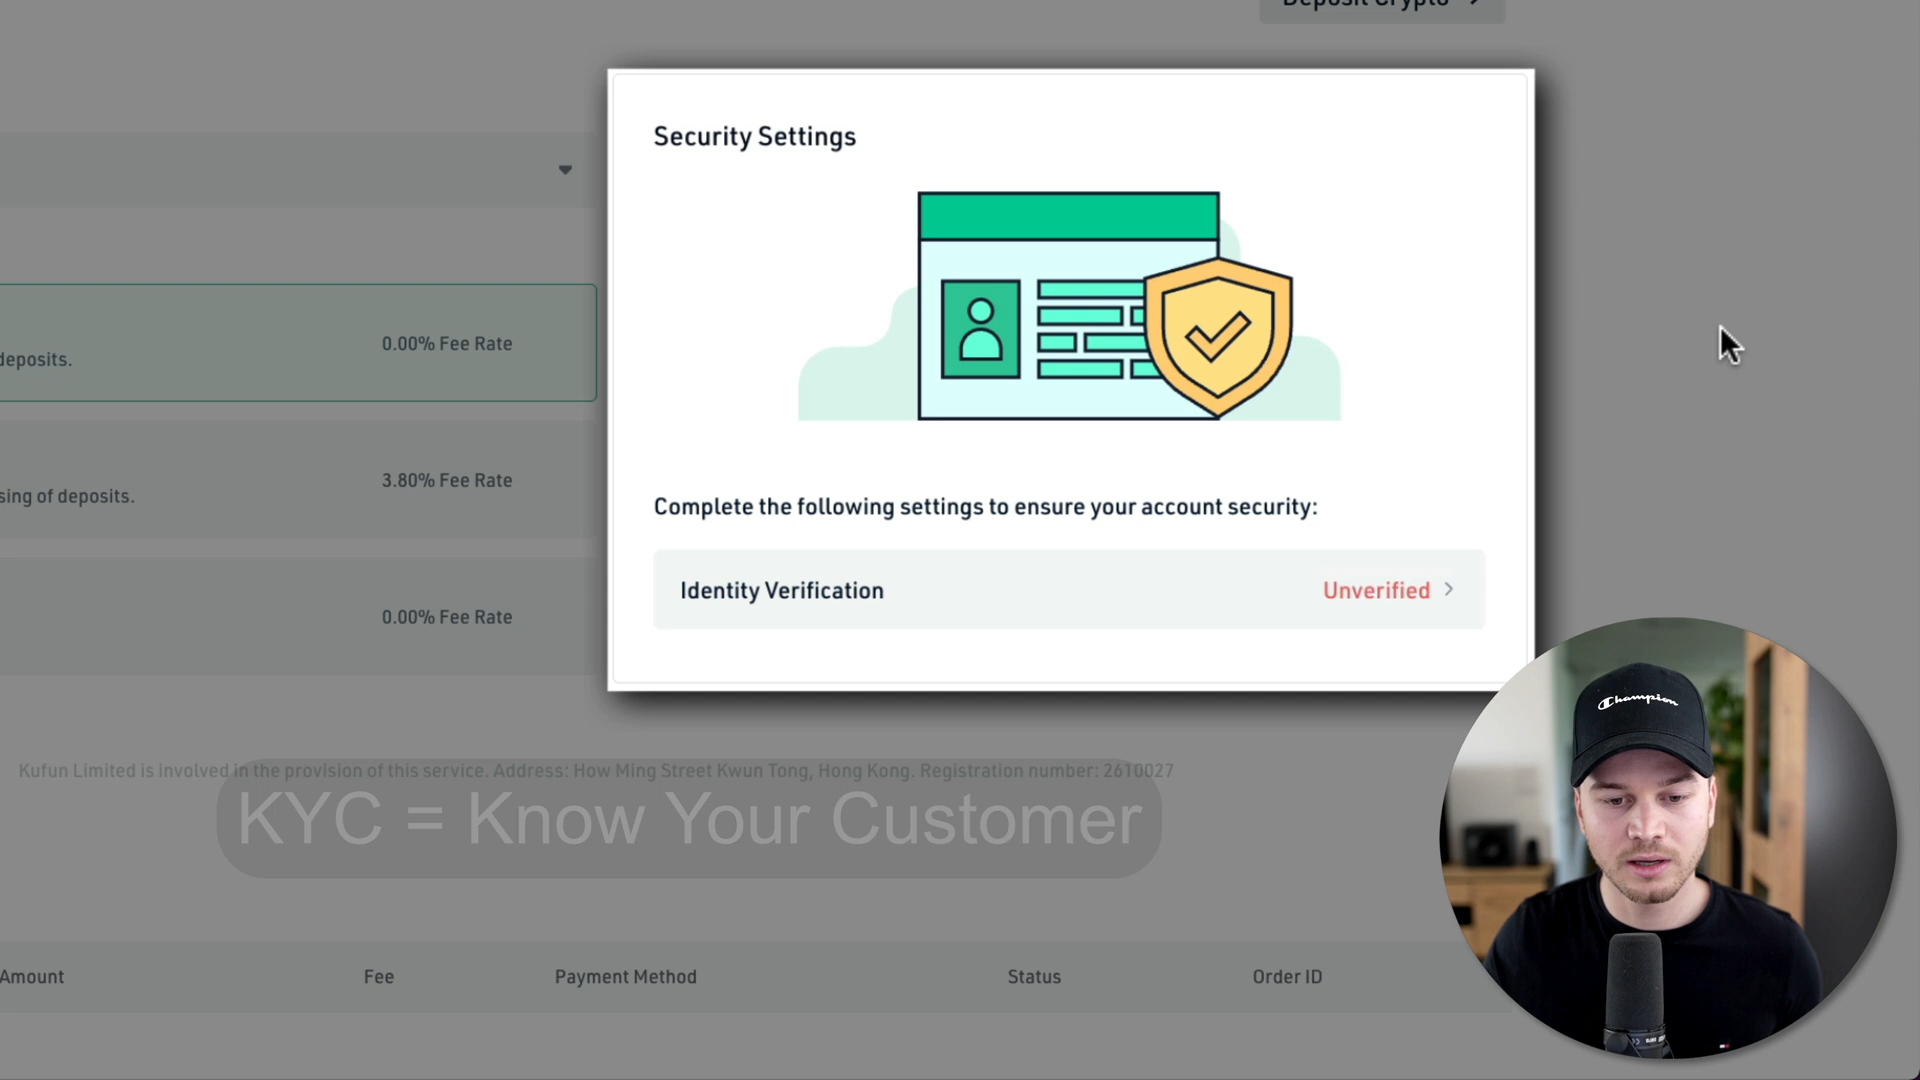 Deposit Crypto
Security Settings
0.00% Fee Rate
deposits.
3.80% Fee Rate
sing of deposits.
Complete the following settings to ensure your account security:
Identity Verification Unverified
0.00% Fee Rate
Champion
Kufun Limited is involved in the provision of this service. Address: How Ming Street Kwun Tong, Hong Kong. Registration number: 2610027
KYC = Know Your Customer
Amount Fee Payment Method Status Order ID